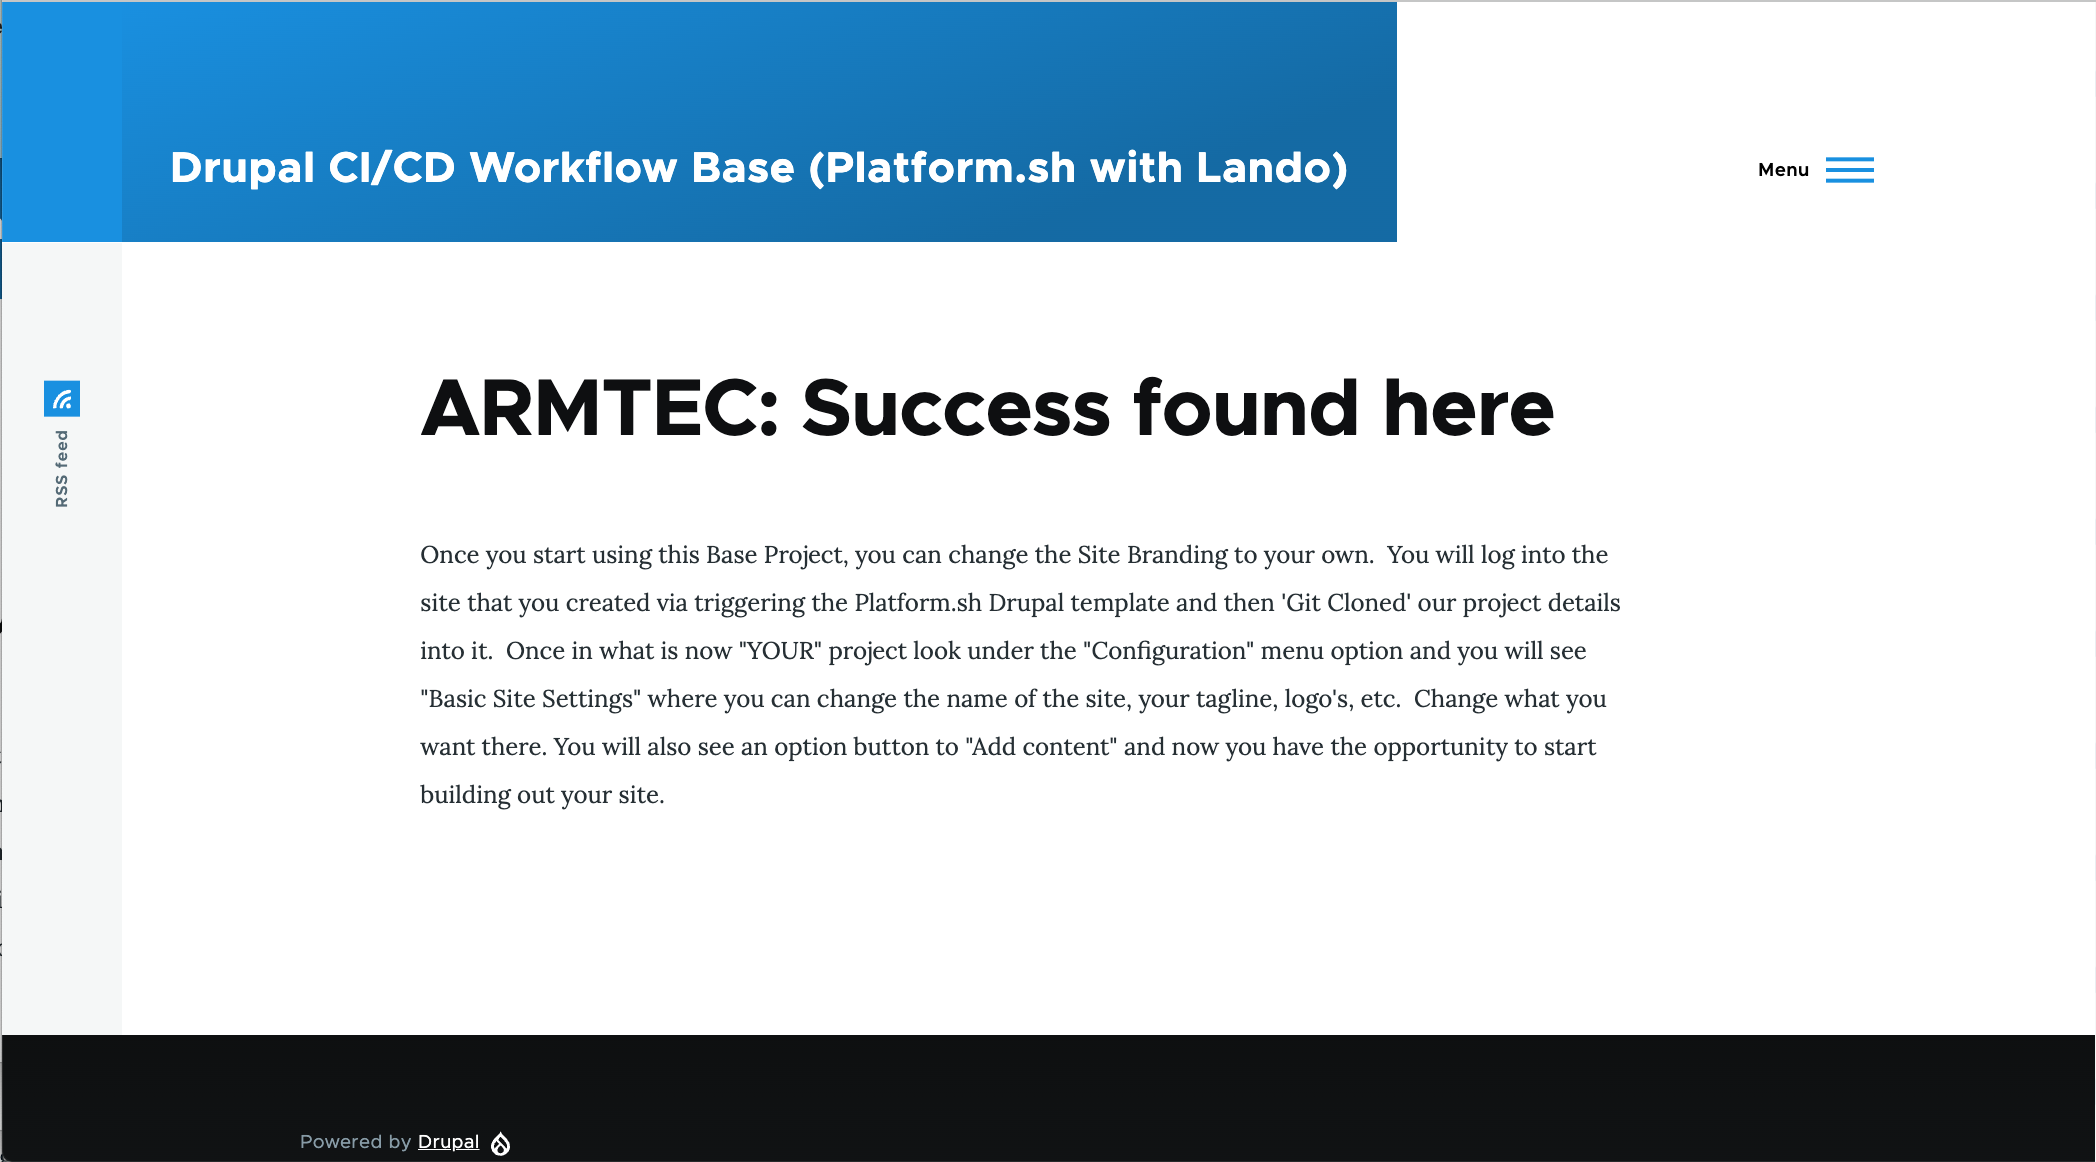 Drupal CI/CD Workflow Base (Platform.sh with Lando)
Menu
RSS feed
ARMTEC: Success found here
Once you start using this Base Project, you can change the Site Branding to your own.  You will log into the
site that you created via triggering the Platform.sh Drupal template and then 'Git Cloned' our project details
into it.  Once in what is now "YOUR" project look under the "Configuration" menu option and you will see
"Basic Site Settings" where you can change the name of the site, your tagline, logo's, etc.  Change what you
want there. You will also see an option button to "Add content" and now you have the opportunity to start
building out your site.
Powered by Drupal